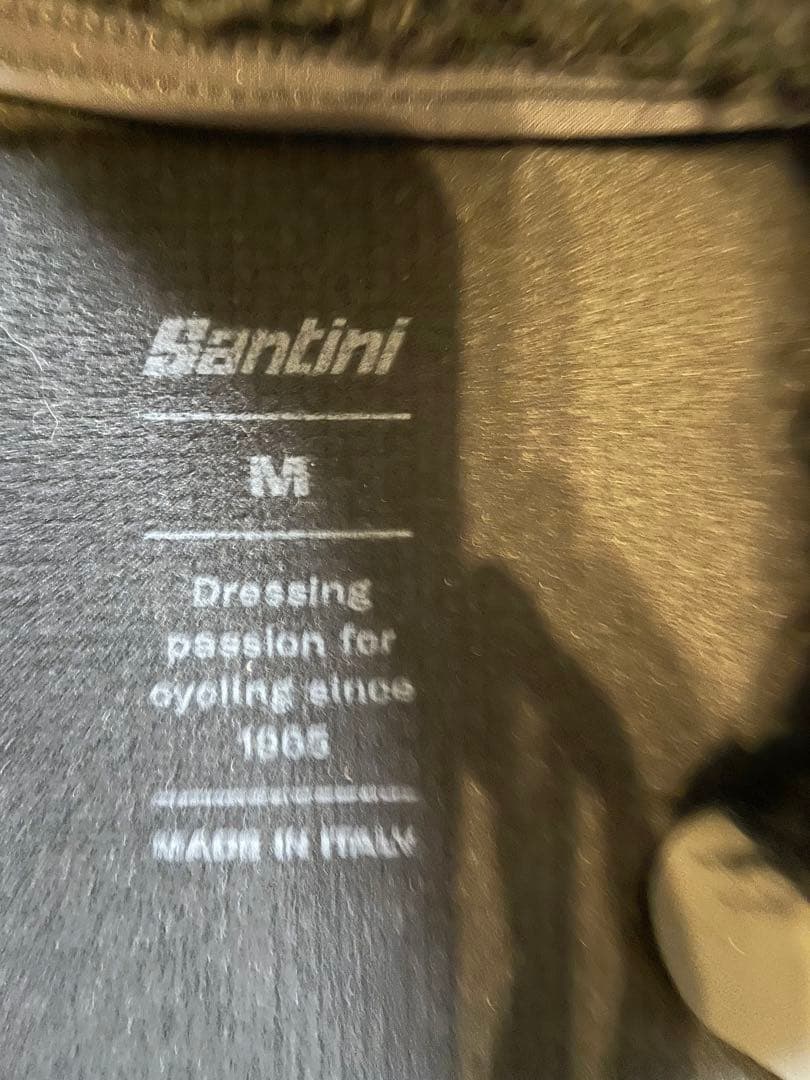 Santini
M
Dressing
passion for
cycling since
1965
MADE IN ITALY